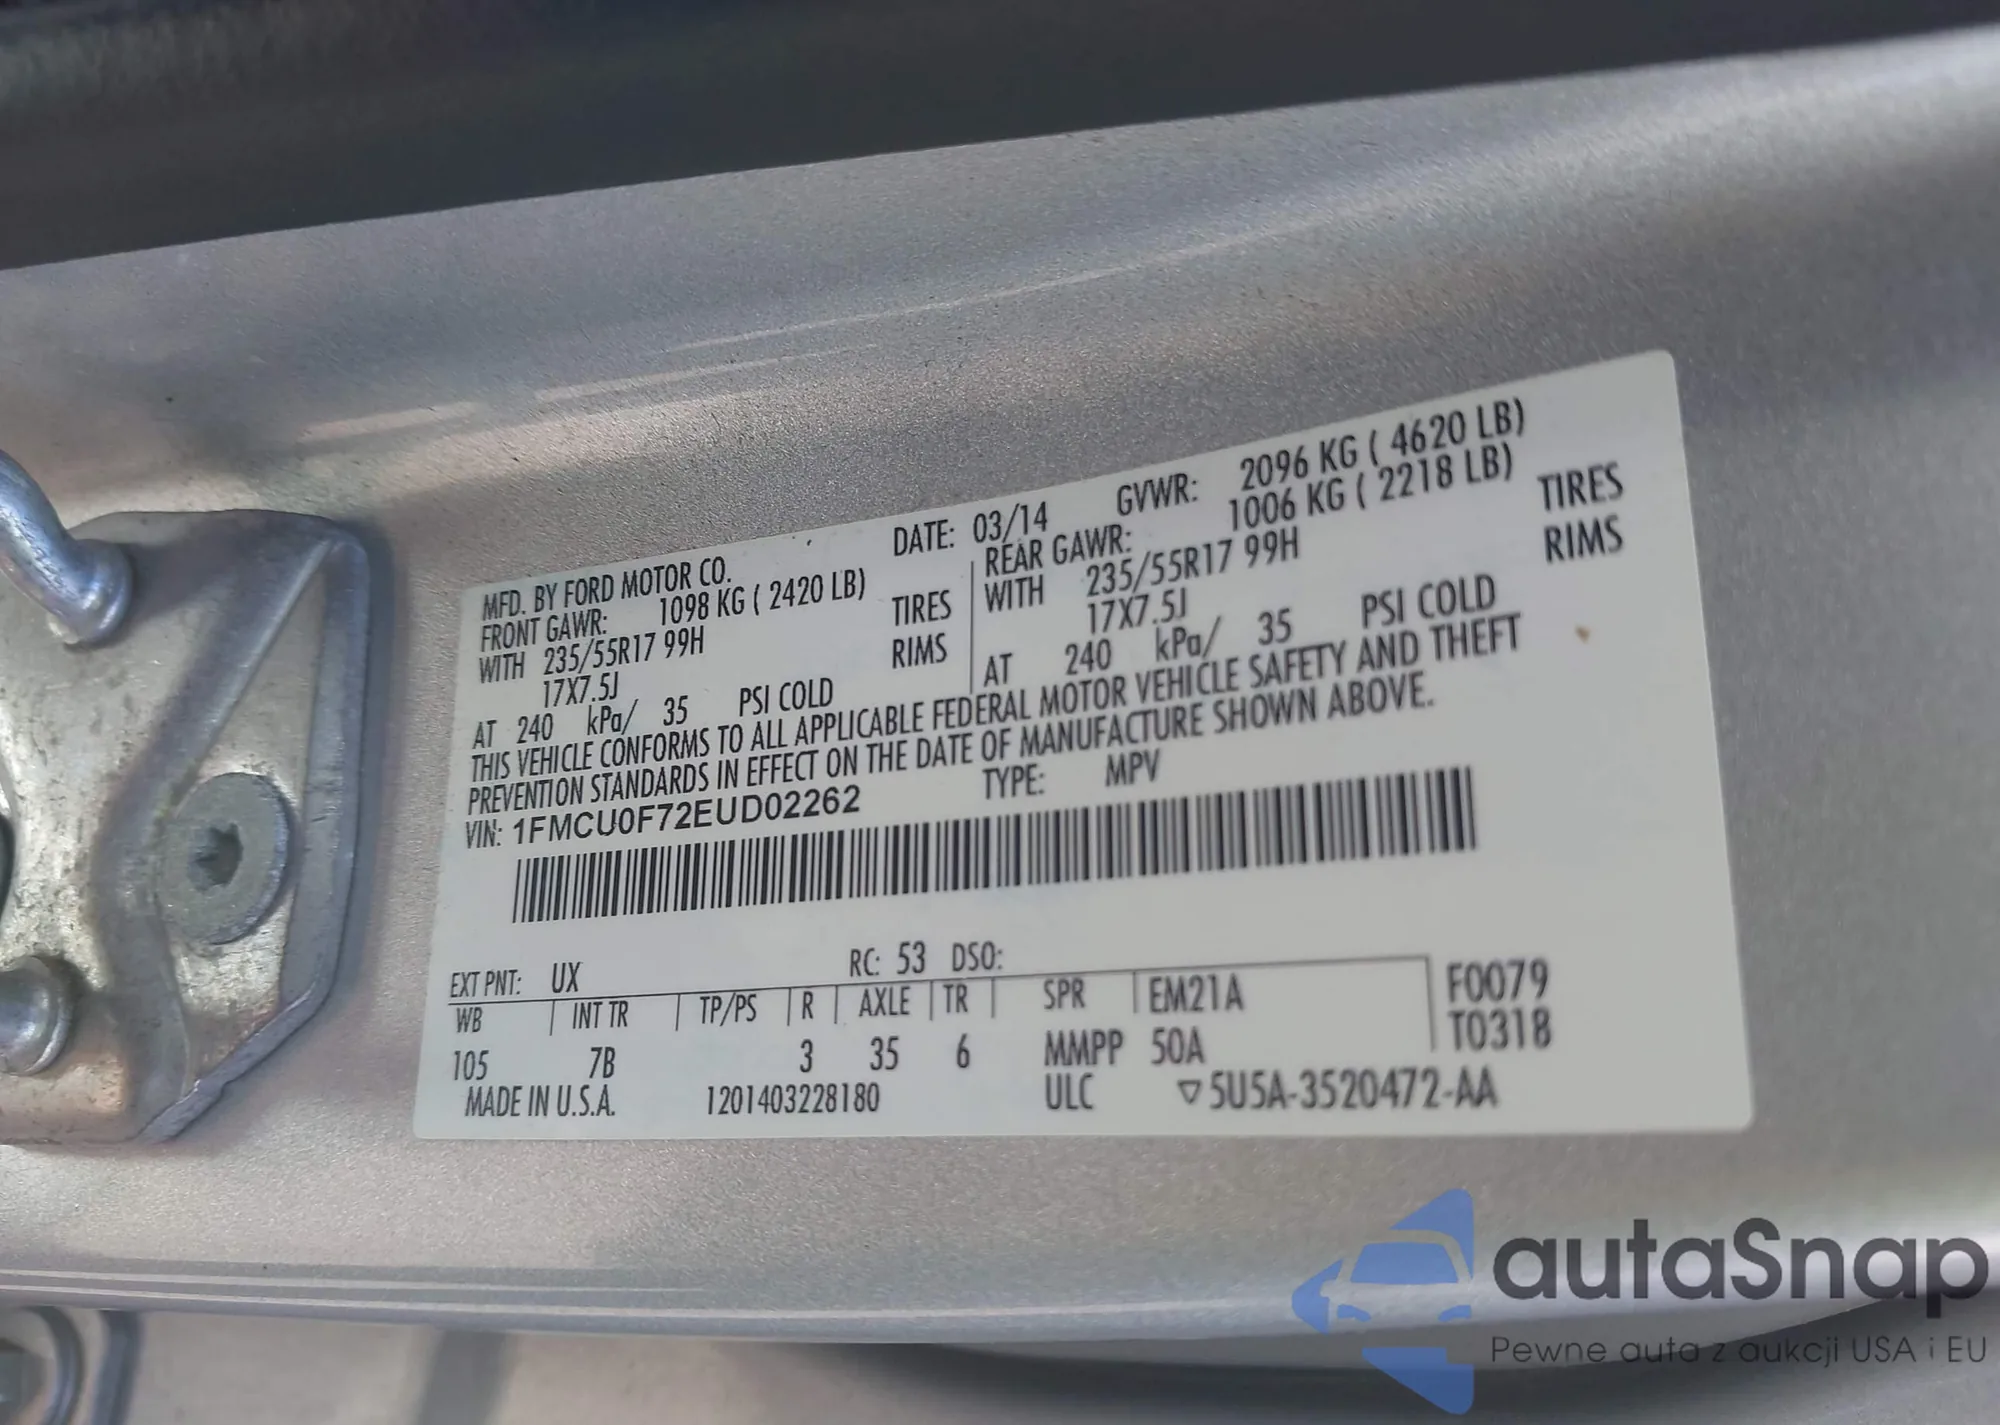 MFD. BY FORD MOTOR CO. DATE: 03/14 GVWR: 2096 KG ( 4620 LB)
FRONT GAWR: 1098 KG ( 2420 LB) REAR GAWR: 1006 KG ( 2218 LB)
WITH 235/55R17 99H TIRES WITH 235/55R17 99H TIRES
17X7.5J RIMS 17X7.5J RIMS
AT 240 kPa/ 35 PSI COLD AT 240 kPa/ 35 PSI COLD
THIS VEHICLE CONFORMS TO ALL APPLICABLE FEDERAL MOTOR VEHICLE SAFETY AND THEFT
PREVENTION STANDARDS IN EFFECT ON THE DATE OF MANUFACTURE SHOWN ABOVE.
VIN: 1FMCU0F72EUD02262 TYPE: MPV
EXT PNT: UX RC: 53 DSO:
WB INT TR TP/PS R AXLE TR SPR EM21A F0079
105 7B 3 35 6 MMPP 50A T0318
MADE IN U.S.A. 1201403228180 ULC ▽5U5A-3520472-AA
autaSnap
Pewne auta z aukcji USA i EU